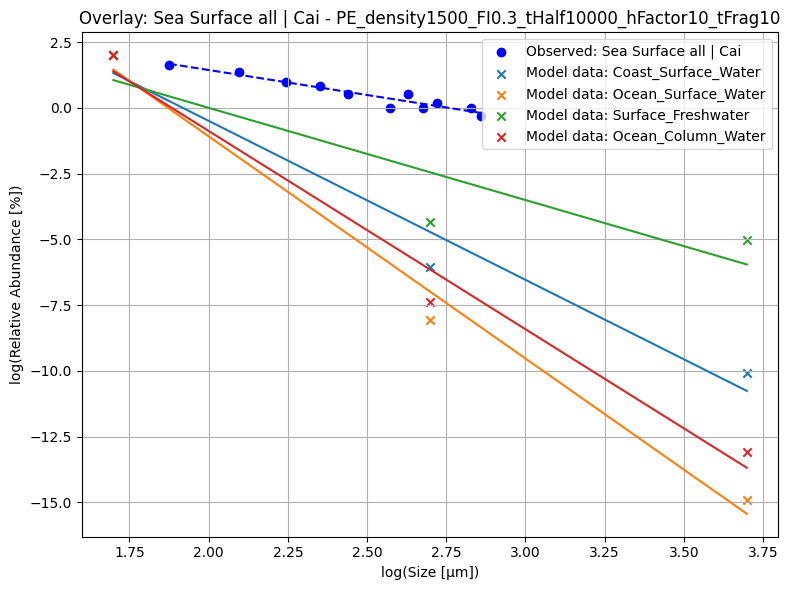 Overlay: Sea Surface all | Cai - PE_density1500_FI0.3_tHalf10000_hFactor10_tFrag10
Observed: Sea Surface all | Cai
Model data: Coast_Surface_Water
Model data: Ocean_Surface_Water
Model data: Surface_Freshwater
Model data: Ocean_Column_Water
log(Relative Abundance [%])
2.5
0.0
−2.5
−5.0
−7.5
−10.0
−12.5
−15.0
1.75 2.00 2.25 2.50 2.75 3.00 3.25 3.50 3.75
log(Size [μm])